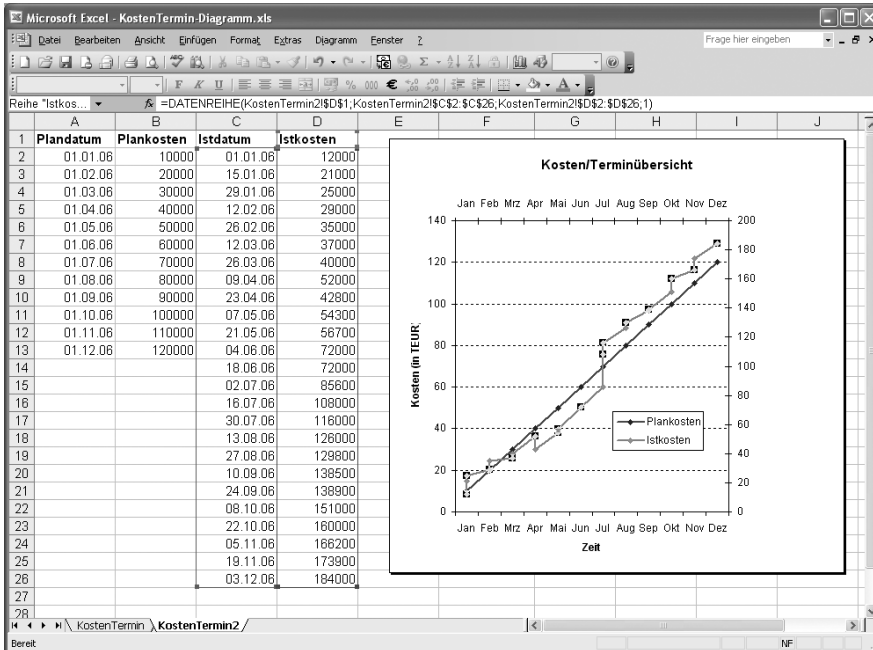 Microsoft Excel - KostenTermin-Diagramm.xls
Datei Bearbeiten Ansicht Einfügen Format Extras Diagramm Fenster ? Frage hier eingeben
F K U % 000 €
Reihe "Istkos... fx =DATENREIHE(KostenTermin2!$D$1;KostenTermin2!$C$2:$C$26;KostenTermin2!$D$2:$D$26;1)
A B C D E F G H I J
1 Plandatum Plankosten Istdatum Istkosten
2 01.01.06 10000 01.01.06 12000
3 01.02.06 20000 15.01.06 21000
4 01.03.06 30000 29.01.06 25000
5 01.04.06 40000 12.02.06 29000
6 01.05.06 50000 26.02.06 35000
7 01.06.06 60000 12.03.06 37000
8 01.07.06 70000 26.03.06 40000
9 01.08.06 80000 09.04.06 52000
10 01.09.06 90000 23.04.06 42800
11 01.10.06 100000 07.05.06 54300
12 01.11.06 110000 21.05.06 56700
13 01.12.06 120000 04.06.06 72000
14 18.06.06 72000
15 02.07.06 85600
16 16.07.06 108000
17 30.07.06 116000
18 13.08.06 126000
19 27.08.06 129800
20 10.09.06 138500
21 24.09.06 138900
22 08.10.06 151000
23 22.10.06 160000
24 05.11.06 166200
25 19.11.06 173900
26 03.12.06 184000
27
28
Kosten/Terminübersicht
Jan Feb Mrz Apr Mai Jun Jul Aug Sep Okt Nov Dez
140
120
100
80
60
40
20
0
200
180
160
140
120
100
80
60
40
20
0
Kosten (in TEUR)
Plankosten
Istkosten
Jan Feb Mrz Apr Mai Jun Jul Aug Sep Okt Nov Dez
Zeit
KostenTermin KostenTermin2
Bereit NF